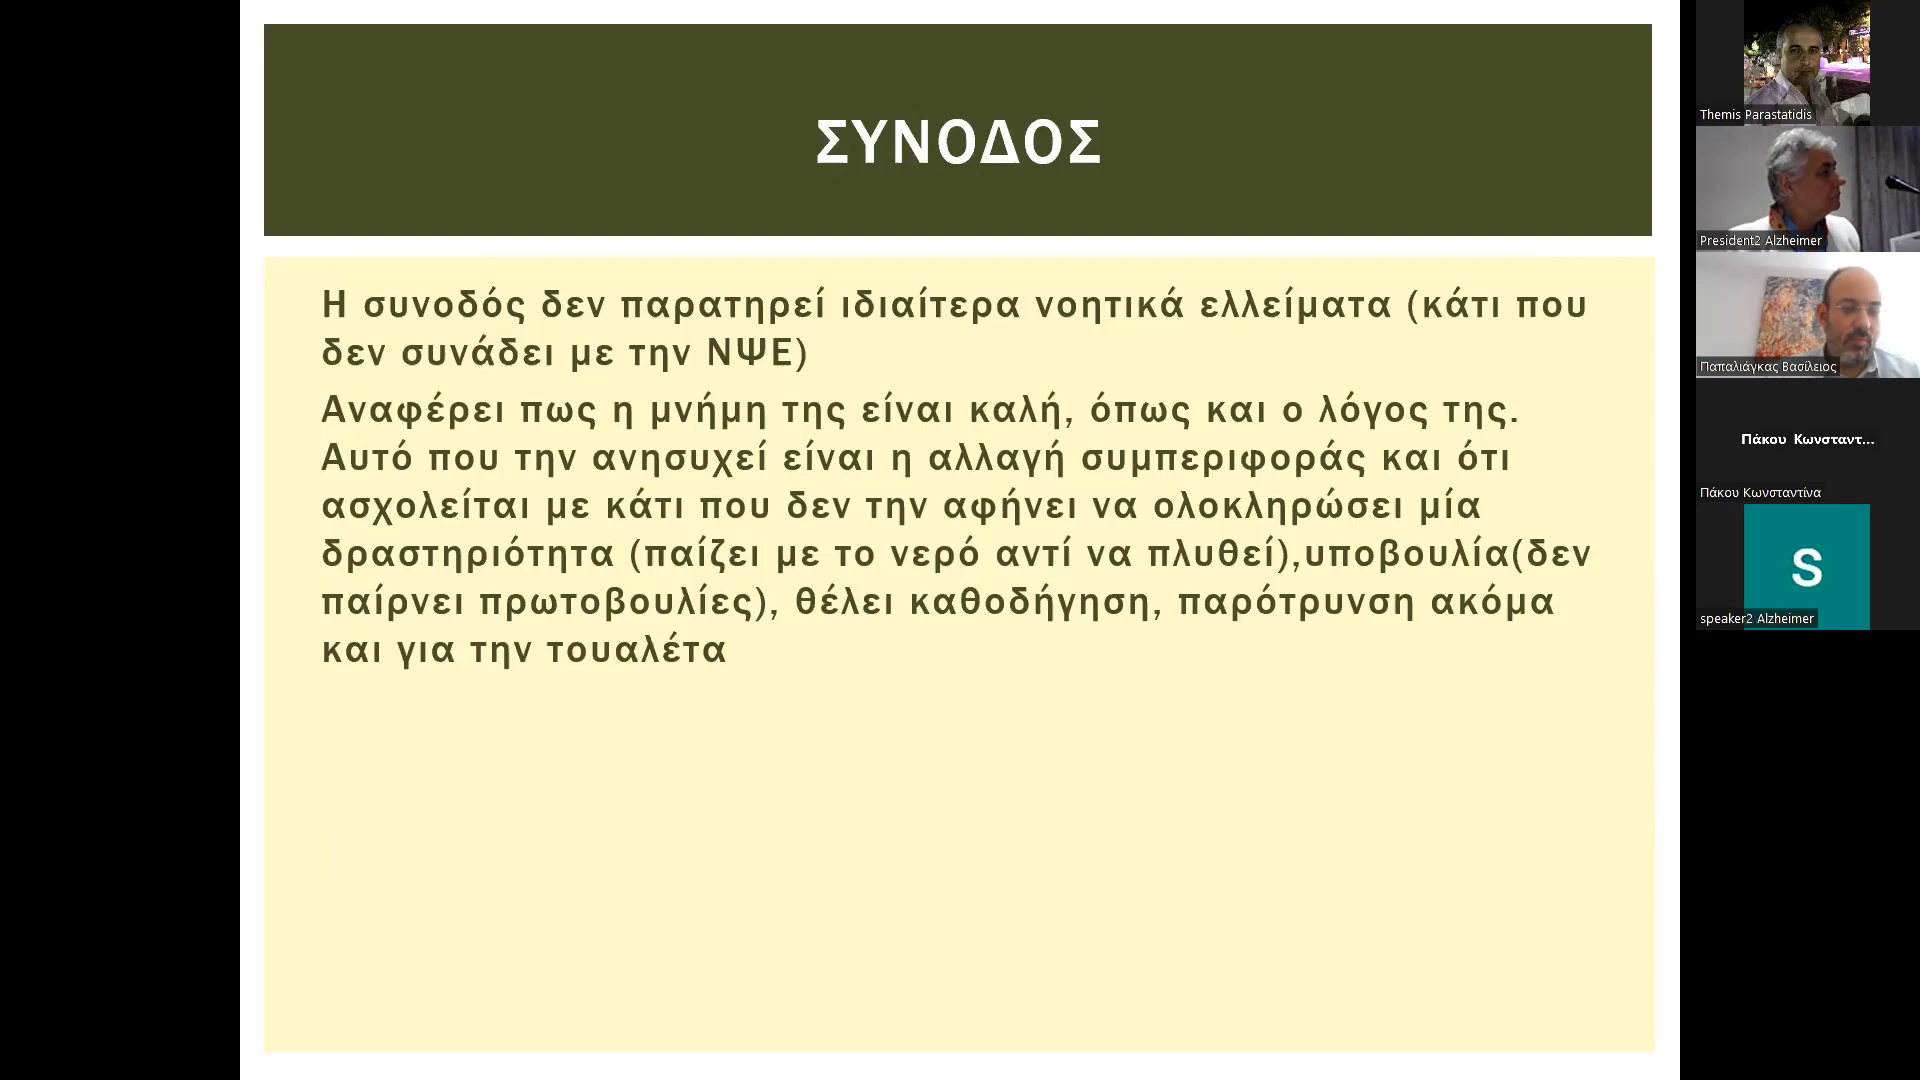 ΣΥΝΟΔΟΣ
Η συνοδός δεν παρατηρεί ιδιαίτερα νοητικά ελλείματα (κάτι που
δεν συνάδει με την ΝΨΕ)
Αναφέρει πως η μνήμη της είναι καλή, όπως και ο λόγος της.
Αυτό που την ανησυχεί είναι η αλλαγή συμπεριφοράς και ότι
ασχολείται με κάτι που δεν την αφήνει να ολοκληρώσει μία
δραστηριότητα (παίζει με το νερό αντί να πλυθεί),υποβουλία(δεν
παίρνει πρωτοβουλίες), θέλει καθοδήγηση, παρότρυνση ακόμα
και για την τουαλέτα
Themis Parastatidis
President2 Alzheimer
Παπαλιάγκας Βασίλειος
Πάκου Κωνσταντ...
Πάκου Κωνσταντίνα
S
speaker2 Alzheimer